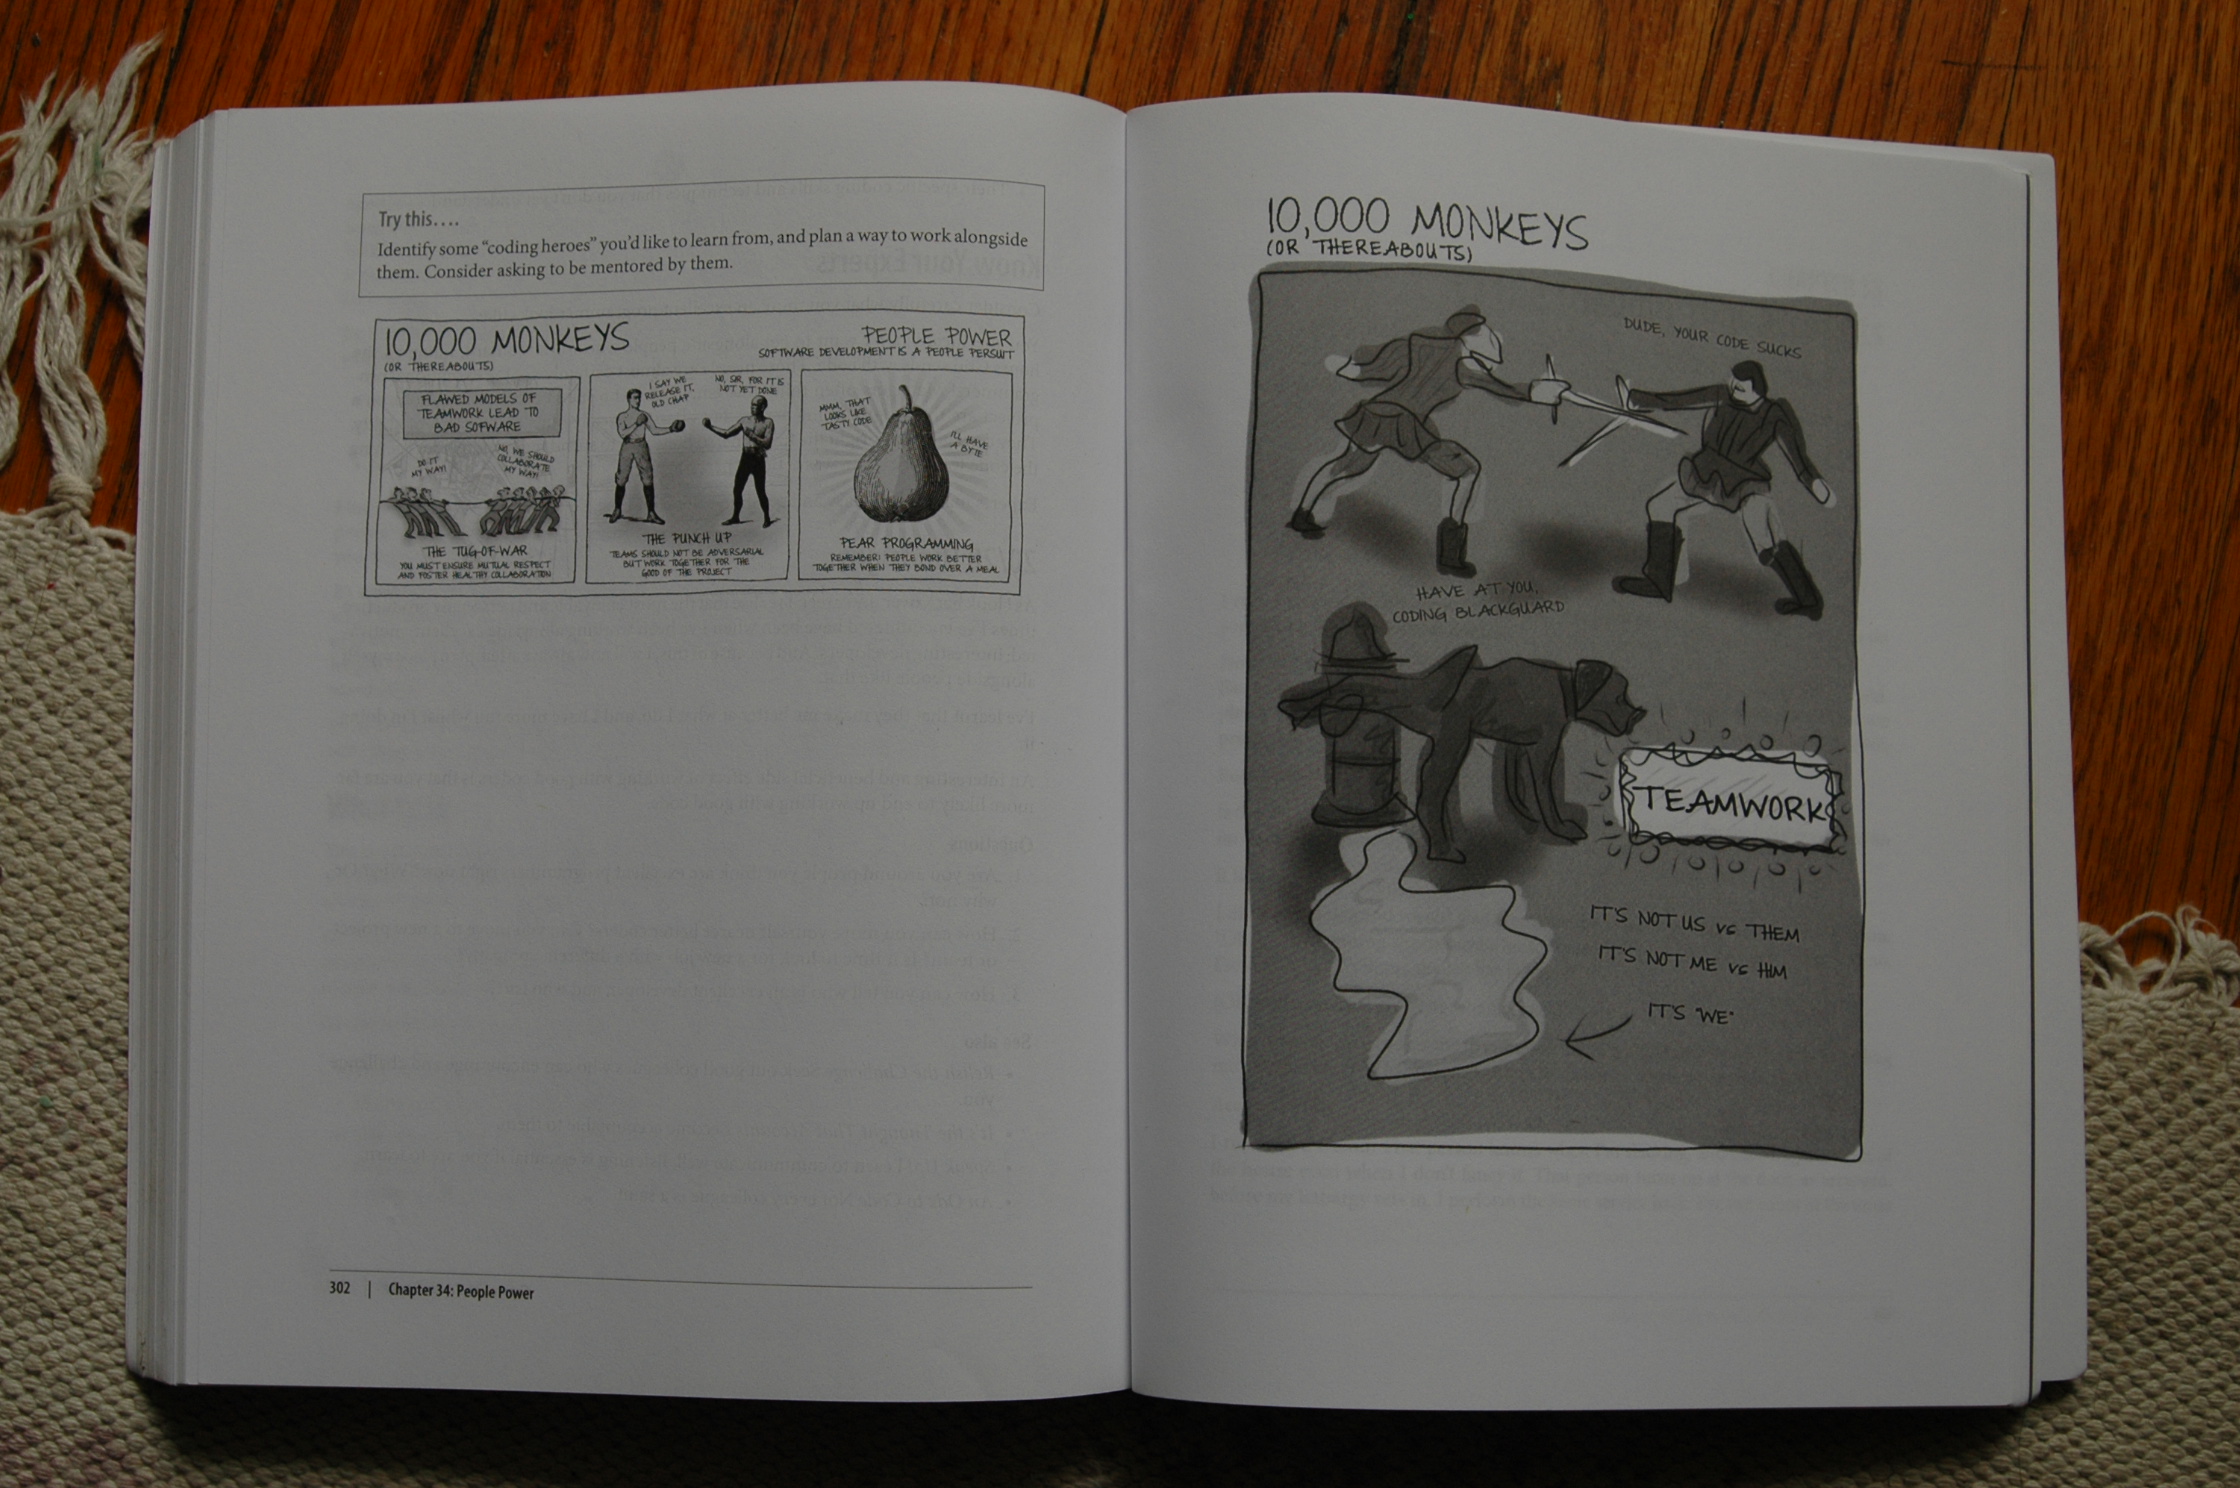 Try this....
Identify some “coding heroes” you’d like to learn from, and plan a way to work alongside
them. Consider asking to be mentored by them.
10,000 MONKEYS
(OR THEREABOUTS)
PEOPLE POWER
SOFTWARE DEVELOPMENT IS A PEOPLE PERSUIT
FLAWED MODELS OF
TEAMWORK LEAD TO
BAD SOFWARE
DO IT
MY WAY!
NO, WE SHOULD
COLLABORATE
MY WAY!
THE TUG-OF-WAR
YOU MUST ENSURE MUTUAL RESPECT
AND FOSTER HEALTHY COLLABORATION
I SAY WE
RELEASE IT,
OLD CHAP
NO, SIR, FOR IT IS
NOT YET DONE
THE PUNCH UP
TEAMS SHOULD NOT BE ADVERSARIAL
BUT WORK TOGETHER FOR THE
GOOD OF THE PROJECT
MMM, THAT
LOOKS LIKE
TASTY CODE
I'LL HAVE
A BYTE
PEAR PROGRAMMING
REMEMBER: PEOPLE WORK BETTER
TOGETHER WHEN THEY BOND OVER A MEAL
302 | Chapter 34: People Power
10,000 MONKEYS
(OR THEREABOUTS)
DUDE, YOUR CODE SUCKS
HAVE AT YOU,
CODING BLACKGUARD
TEAMWORK
IT'S NOT US vs THEM
IT'S NOT ME vs HIM
IT'S "WE"